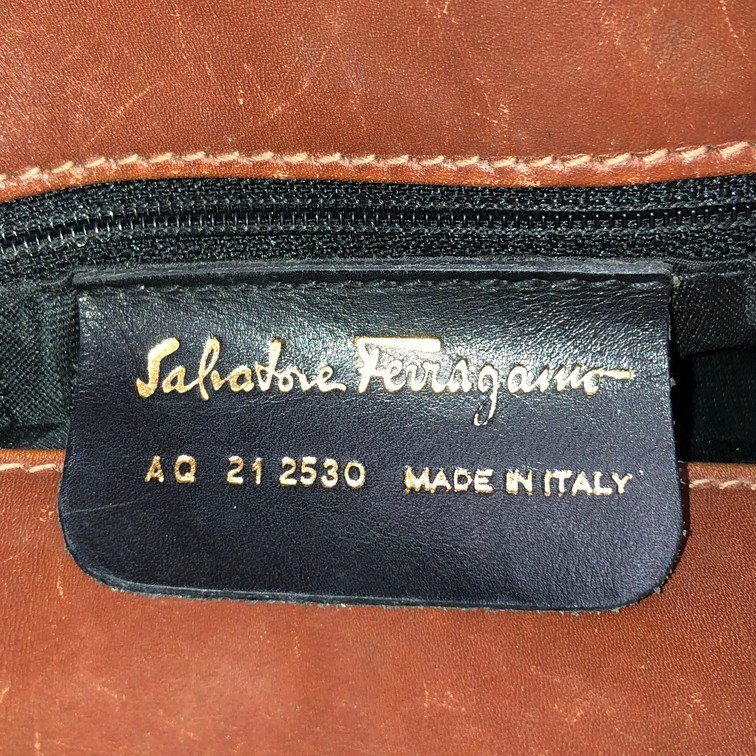 Salvatore Ferragamo
AQ 21 2530 MADE IN ITALY